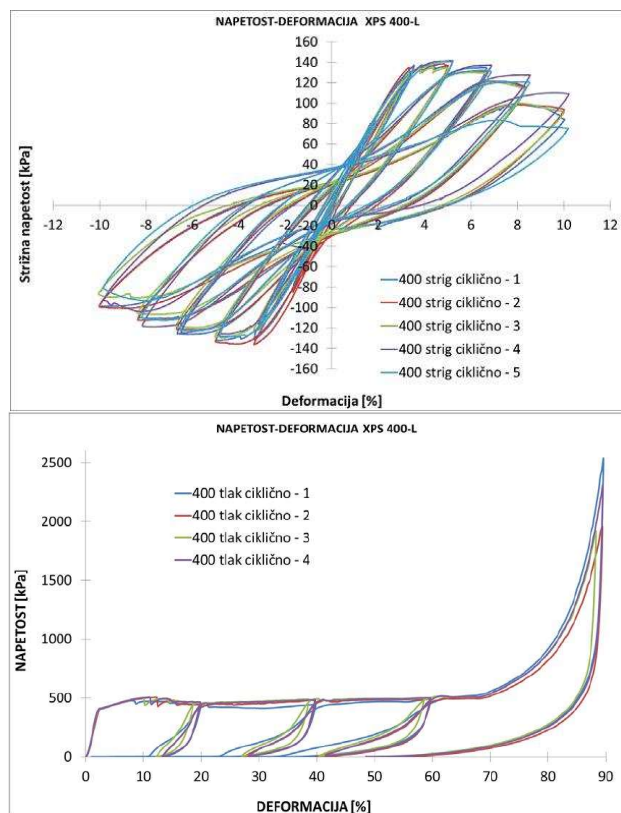 NAPETOST-DEFORMACIJA XPS 400-L
Strižna napetost [kPa]
160
140
120
100
80
60
40
20
0
-20
-40
-60
-80
-100
-120
-140
-160
-12 -10 -8 -6 -4 -2 0 2 4 6 8 10 12
400 strig ciklično - 1
400 strig ciklično - 2
400 strig ciklično - 3
400 strig ciklično - 4
400 strig ciklično - 5
Deformacija [%]
NAPETOST-DEFORMACIJA XPS 400-L
NAPETOST [kPa]
2500
2000
1500
1000
500
0
400 tlak ciklično - 1
400 tlak ciklično - 2
400 tlak ciklično - 3
400 tlak ciklično - 4
0 10 20 30 40 50 60 70 80 90
DEFORMACIJA [%]